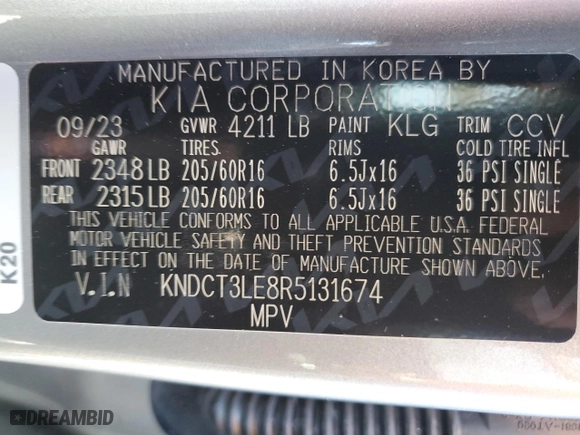 MANUFACTURED IN KOREA BY
KIA CORPORATION
09/23 GVWR 4211 LB PAINT KLG TRIM CCV
GAWR TIRES RIMS COLD TIRE INFL
FRONT 2348 LB 205/60R16 6.5Jx16 36 PSI SINGLE
REAR 2315 LB 205/60R16 6.5Jx16 36 PSI SINGLE
THIS VEHICLE CONFORMS TO ALL APPLICABLE U.S.A. FEDERAL
MOTOR VEHICLE SAFETY AND THEFT PREVENTION STANDARDS
IN EFFECT ON THE DATE OF MANUFACTURE SHOWN ABOVE.
V.I.N KNDCT3LE8R5131674
MPV
K20
DREAMBID